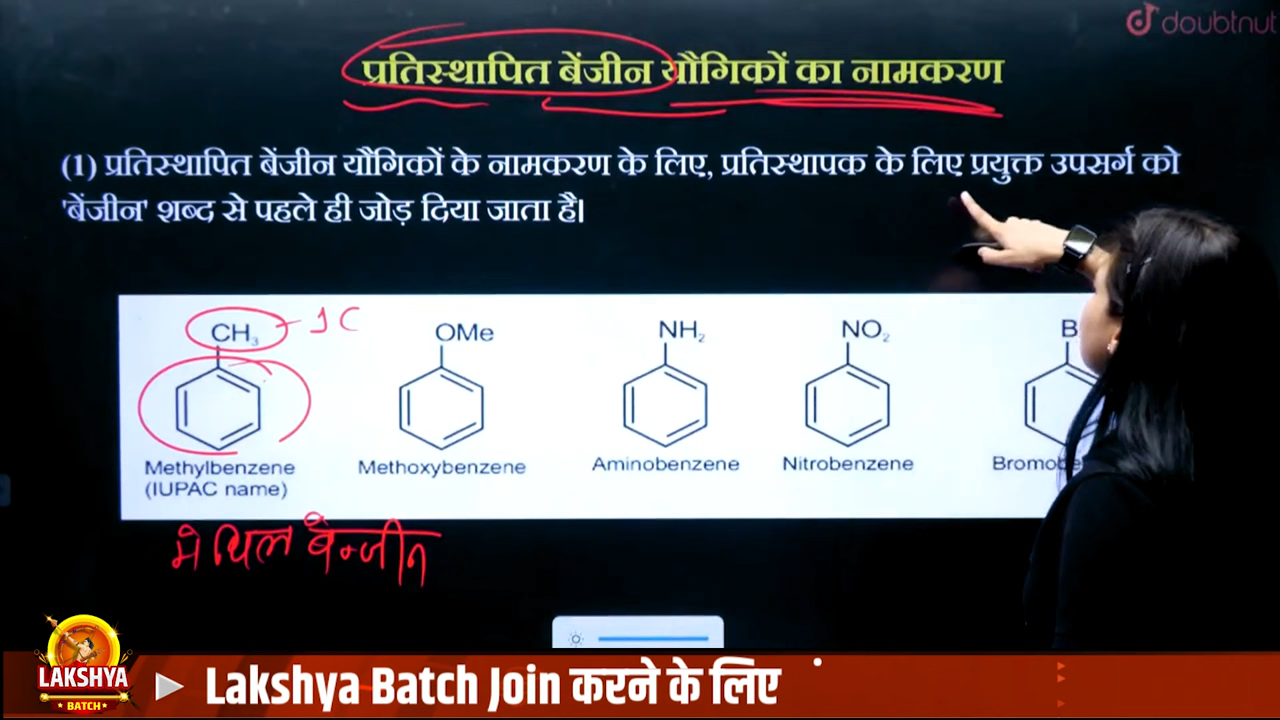 doubtnut
प्रतिस्थापित बेंजीन यौगिकों का नामकरण
(1) प्रतिस्थापित बेंजीन यौगिकों के नामकरण के लिए, प्रतिस्थापक के लिए प्रयुक्त उपसर्ग को
'बेंजीन' शब्द से पहले ही जोड़ दिया जाता है।
CH₃ - 1C OMe NH₂ NO₂ B
Methylbenzene Methoxybenzene Aminobenzene Nitrobenzene
(IUPAC name)
मेथिल बेन्जीन
LAKSHYA
BATCH
Lakshya Batch Join करने के लिए